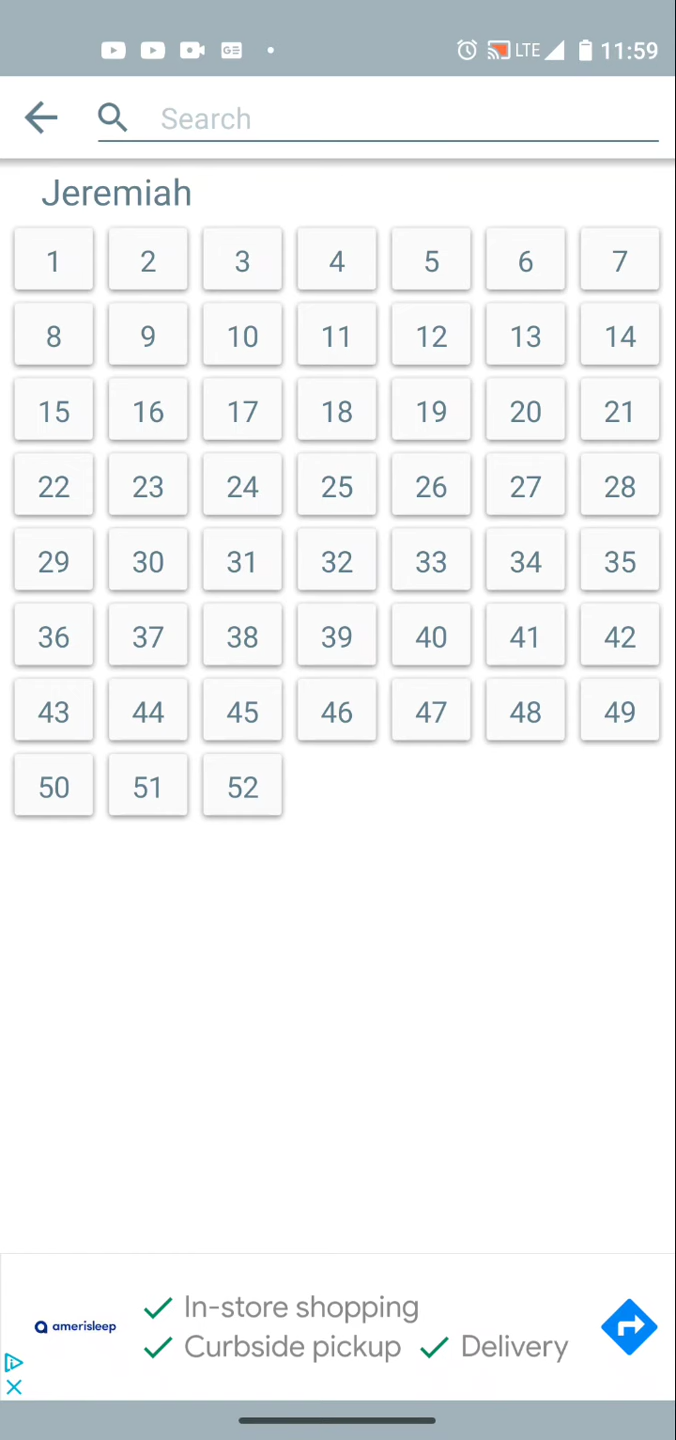 LTE 11:59
Search
Jeremiah
1 2 3 4 5 6 7
8 9 10 11 12 13 14
15 16 17 18 19 20 21
22 23 24 25 26 27 28
29 30 31 32 33 34 35
36 37 38 39 40 41 42
43 44 45 46 47 48 49
50 51 52
In-store shopping
amerisleep
Curbside pickup Delivery